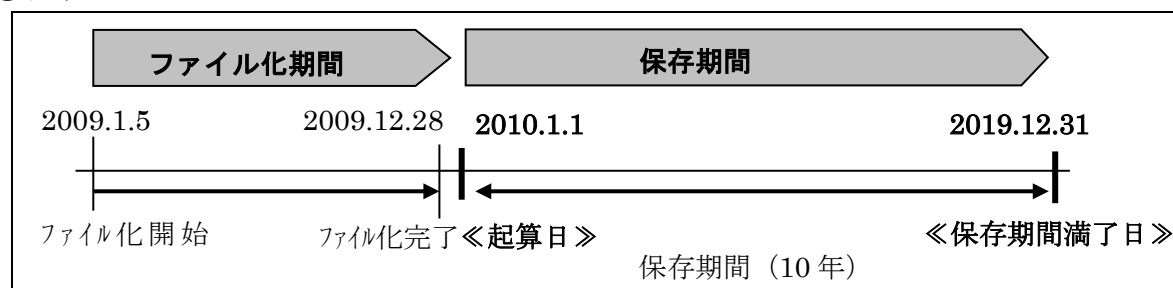 ファイル化期間 保存期間
2009.1.5 2009.12.28 2010.1.1 2019.12.31
ファイル化開始 ファイル化完了≪起算日≫ ≪保存期間満了日≫
保存期間（10 年）